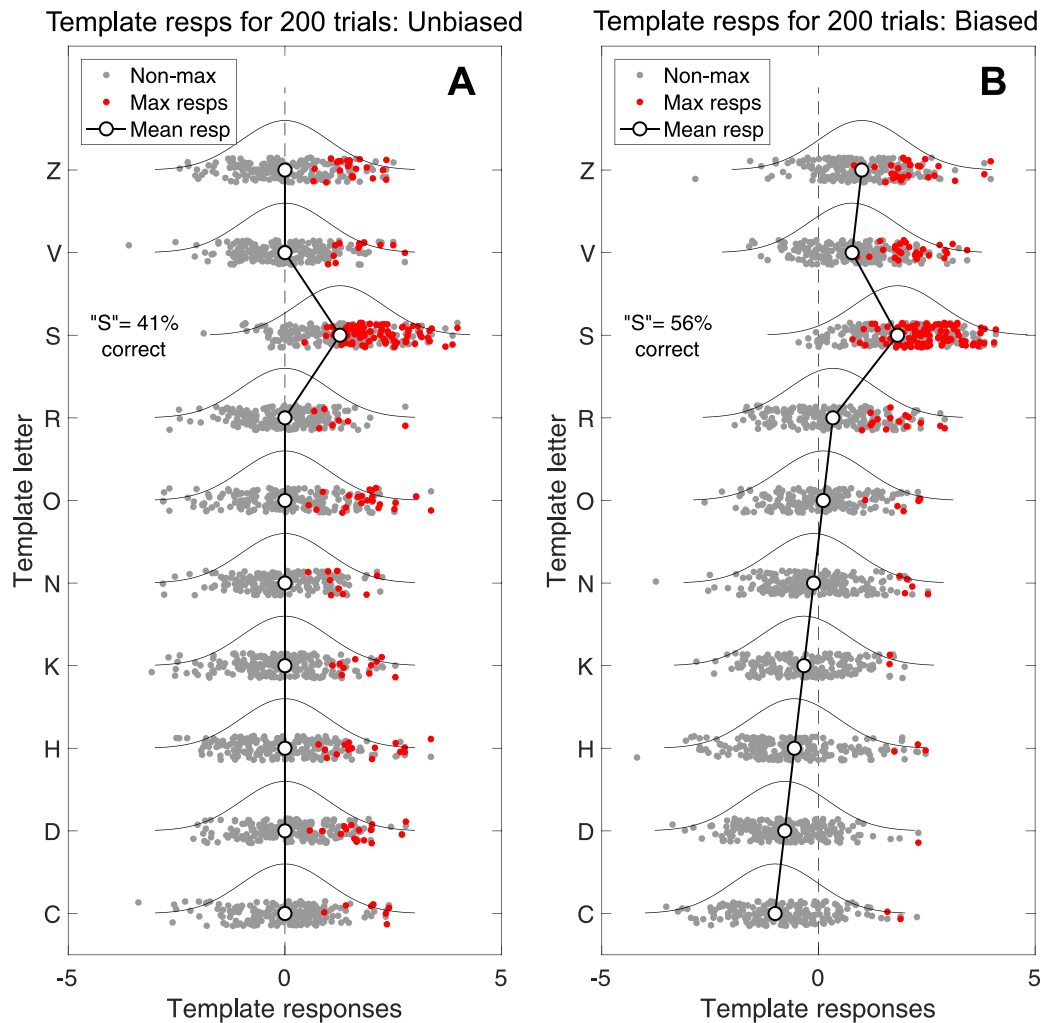 Template resps for 200 trials: Unbiased
Non-max
Max resps
Mean resp
A
Z
V
S
R
O
N
K
H
D
C
"S"= 41%
correct
Template letter
-5
0
5
Template responses
Template resps for 200 trials: Biased
Non-max
Max resps
Mean resp
B
Z
V
S
R
O
N
K
H
D
C
"S"= 56%
correct
Template letter
-5
0
5
Template responses